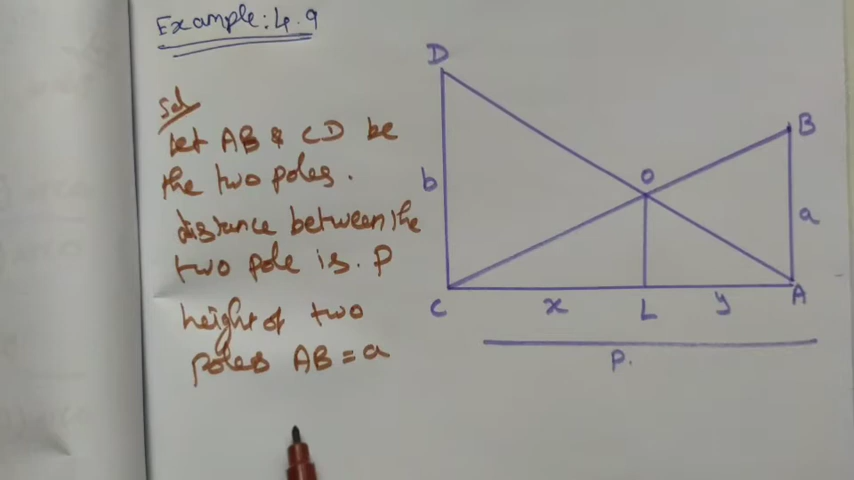 Example: 4.9
Sol
Let AB & CD be
the two poles.
distance between the
two pole is. P
height of two
poles AB = a
D
B
O
b
a
C
x
L
y
A
P.